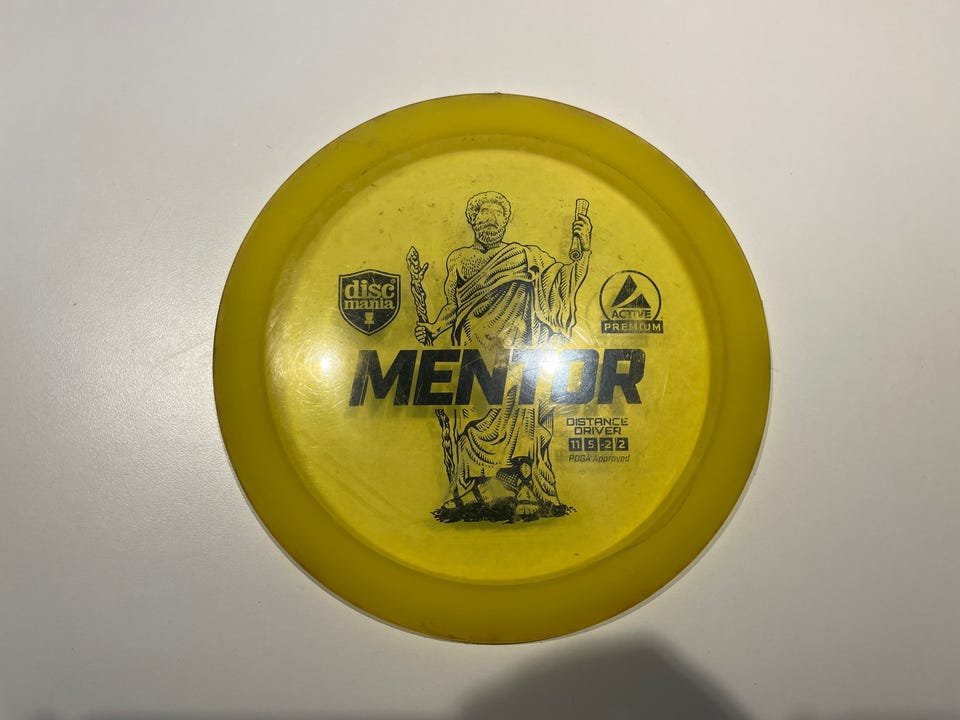 disc
mania
ACTIVE
PREMIUM
MENTOR
DISTANCE
DRIVER
11 5 -2 2
PDGA Approved